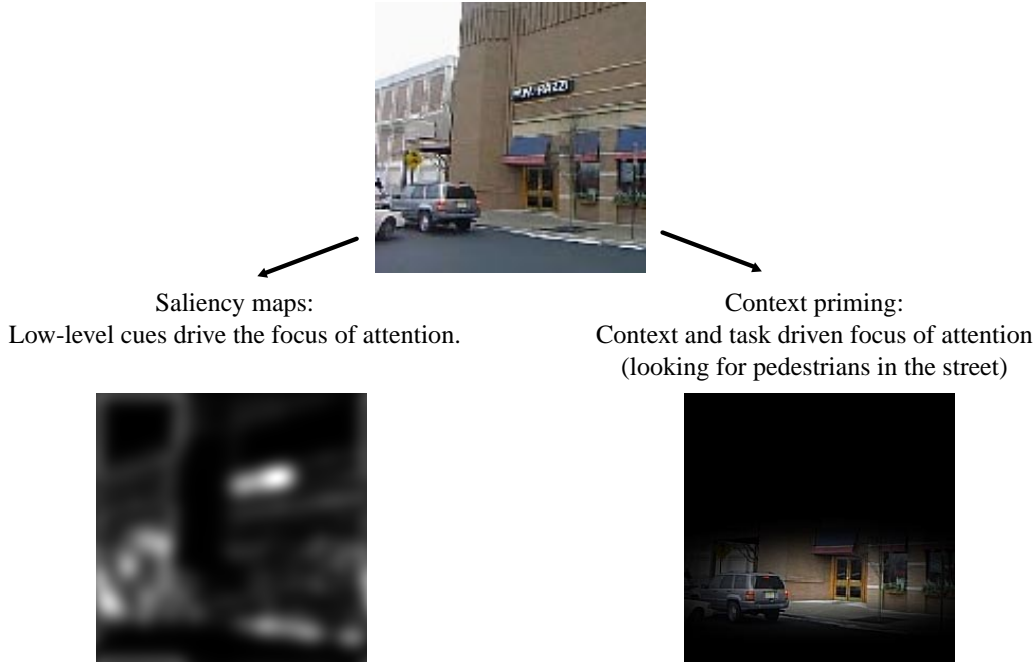 Saliency maps:
Low-level cues drive the focus of attention.
Context priming:
Context and task driven focus of attention
(looking for pedestrians in the street)